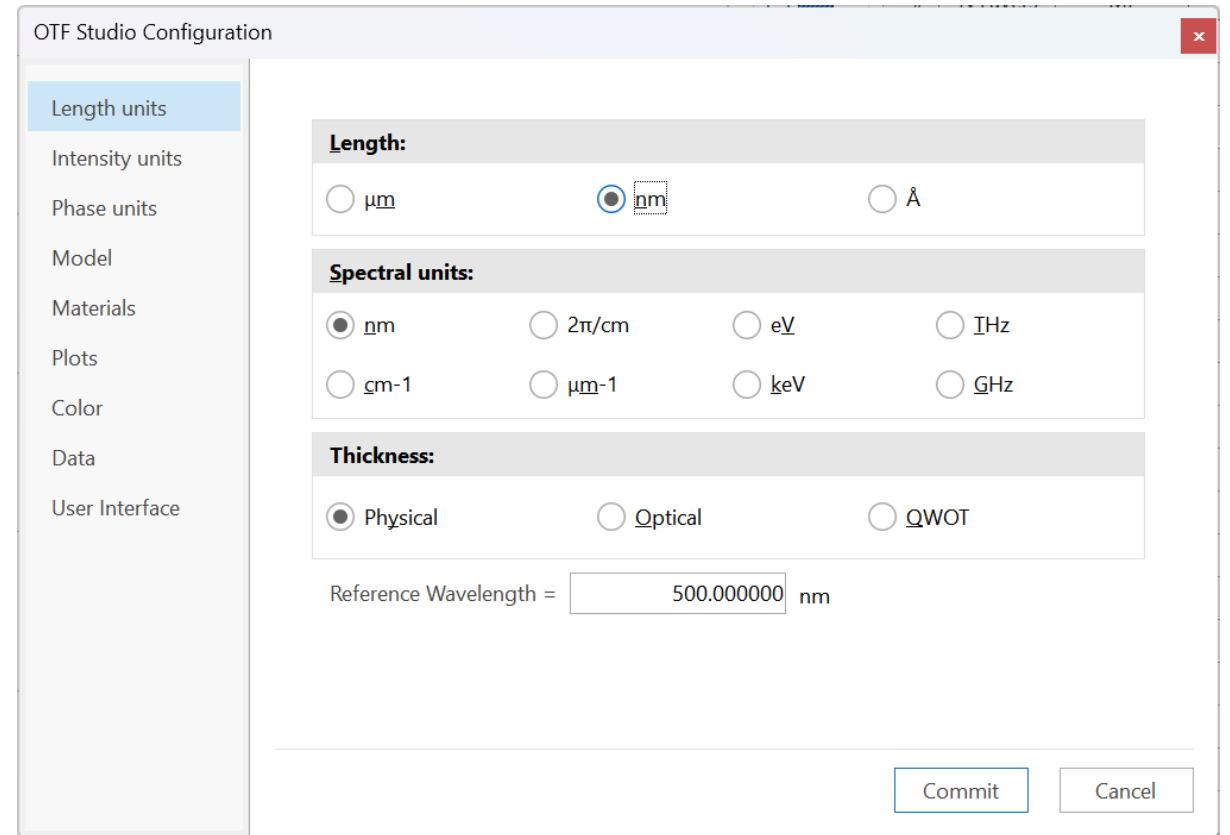 OTF Studio Configuration
x
Length units
Intensity units
Phase units
Model
Materials
Plots
Color
Data
User Interface
Length:
µm nm Å
Spectral units:
nm 2π/cm eV THz
cm-1 µm-1 keV GHz
Thickness:
Physical Optical QWOT
Reference Wavelength = 500.000000 nm
Commit Cancel